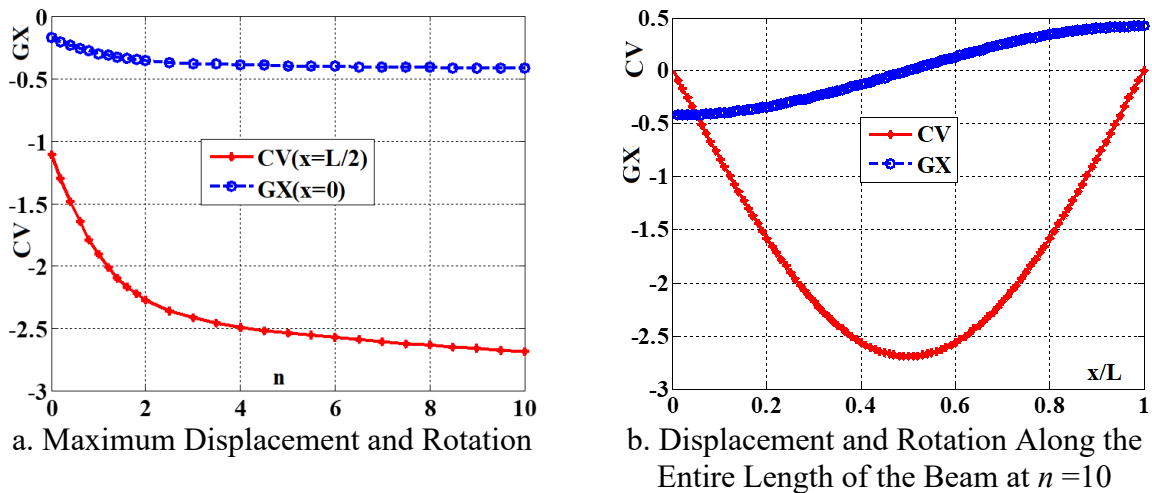 0
-0.5
-1
-1.5
-2
-2.5
-3
GX
CV
CV(x=L/2)
GX(x=0)
n
0 2 4 6 8 10
a. Maximum Displacement and Rotation
0.5
0
-0.5
-1
-1.5
-2
-2.5
-3
CV
GX
CV
GX
x/L
0 0.2 0.4 0.6 0.8 1
b. Displacement and Rotation Along the
Entire Length of the Beam at n =10